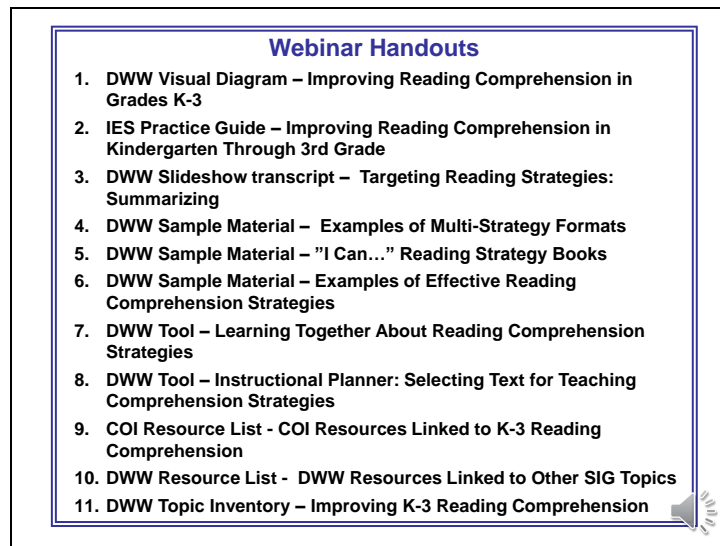 Webinar Handouts
1. DWW Visual Diagram – Improving Reading Comprehension in
Grades K-3
2. IES Practice Guide – Improving Reading Comprehension in
Kindergarten Through 3rd Grade
3. DWW Slideshow transcript – Targeting Reading Strategies:
Summarizing
4. DWW Sample Material – Examples of Multi-Strategy Formats
5. DWW Sample Material – ”I Can…” Reading Strategy Books
6. DWW Sample Material – Examples of Effective Reading
Comprehension Strategies
7. DWW Tool – Learning Together About Reading Comprehension
Strategies
8. DWW Tool – Instructional Planner: Selecting Text for Teaching
Comprehension Strategies
9. COI Resource List - COI Resources Linked to K-3 Reading
Comprehension
10. DWW Resource List - DWW Resources Linked to Other SIG Topics
11. DWW Topic Inventory – Improving K-3 Reading Comprehension